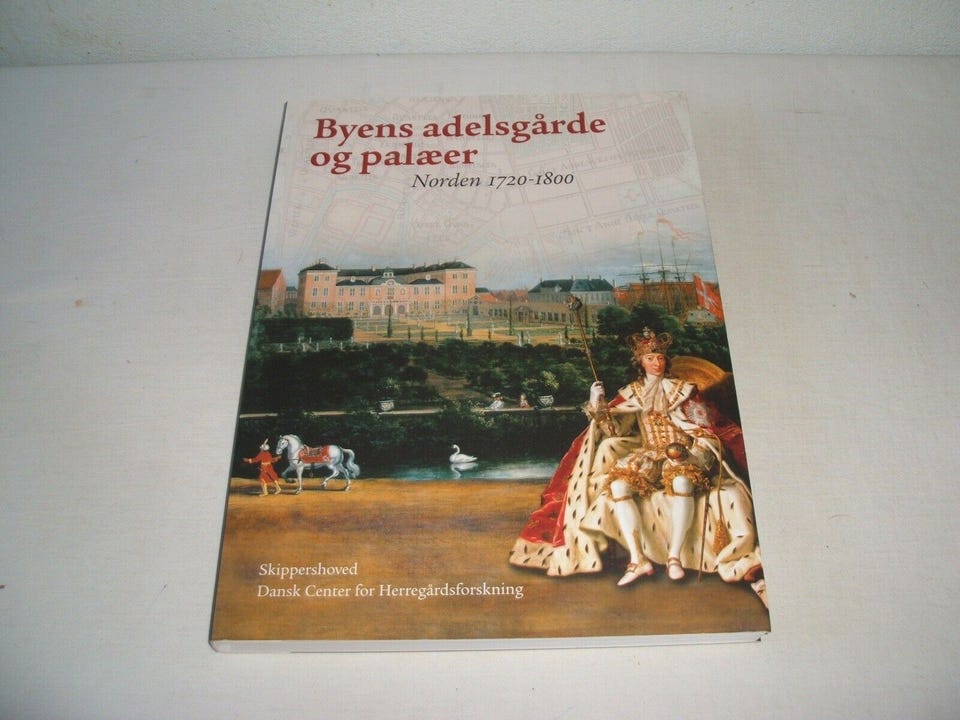 Byens adelsgårde
og palæer
Norden 1720-1800
Skippershoved
Dansk Center for Herregårdsforskning